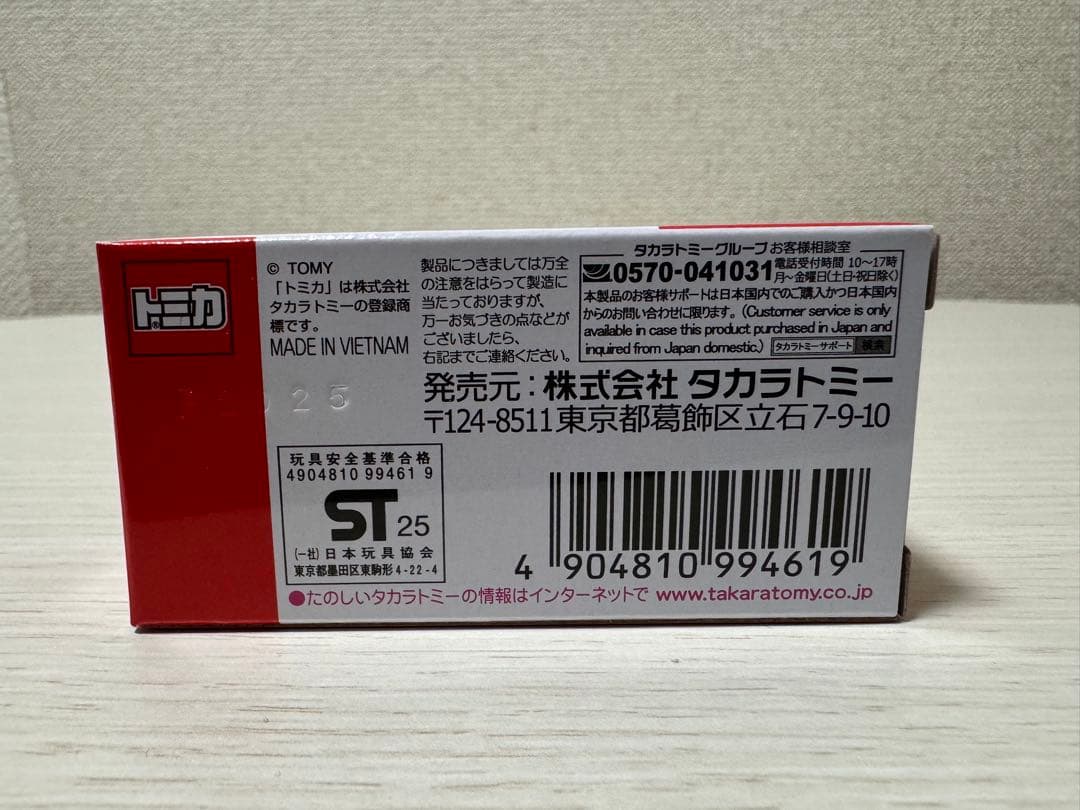 トミカ
®
© TOMY
「トミカ」は株式会社
タカラトミーの登録商
標です。
MADE IN VIETNAM
製品につきましては万全
の注意をはらって製造に
当たっておりますが、
万一お気づきの点などが
ございましたら、
右記までご連絡ください。
タカラトミーグループ お客様相談室
0570-041031 電話受付時間 10〜17時
月〜金曜日(土日・祝日除く)
本製品のお客様サポートは日本国内でのご購入かつ日本国内
からのお問い合わせに限ります。(Customer service is only
available in case this product purchased in Japan and
inquired from Japan domestic.) タカラトミーサポート 検索
発売元:株式会社 タカラトミー
〒124-8511東京都葛飾区立石7-9-10
25
玩具安全基準合格
4904810 99461 9
ST 25
(一社)日本玩具協会
東京都墨田区東駒形4-22-4
4 904810 994619
●たのしいタカラトミーの情報はインターネットで www.takaratomy.co.jp